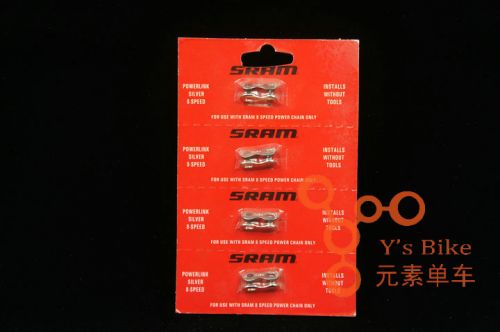 SRAM
POWERLINK
SILVER
8-SPEED
INSTALLS
WITHOUT
TOOLS
FOR USE WITH SRAM 8 SPEED POWER CHAIN ONLY
SRAM
POWERLINK
SILVER
8-SPEED
INSTALLS
WITHOUT
TOOLS
FOR USE WITH SRAM 8 SPEED POWER CHAIN ONLY
SRAM
POWERLINK
SILVER
8-SPEED
INSTALLS
WITHOUT
TOOLS
FOR USE WITH SRAM 8 SPEED POWER CHAIN ONLY
SRAM
POWERLINK
SILVER
8-SPEED
INSTALLS
WITHOUT
TOOLS
FOR USE WITH SRAM 8 SPEED POWER CHAIN ONLY
Y's Bike
元素单车